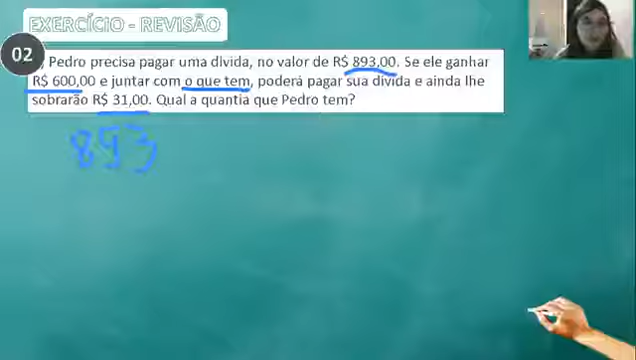 EXERCÍCIO - REVISÃO
02
Pedro precisa pagar uma dívida, no valor de R$ 893,00. Se ele ganhar
R$ 600,00 e juntar com o que tem, poderá pagar sua dívida e ainda lhe
sobrarão R$ 31,00. Qual a quantia que Pedro tem?
893